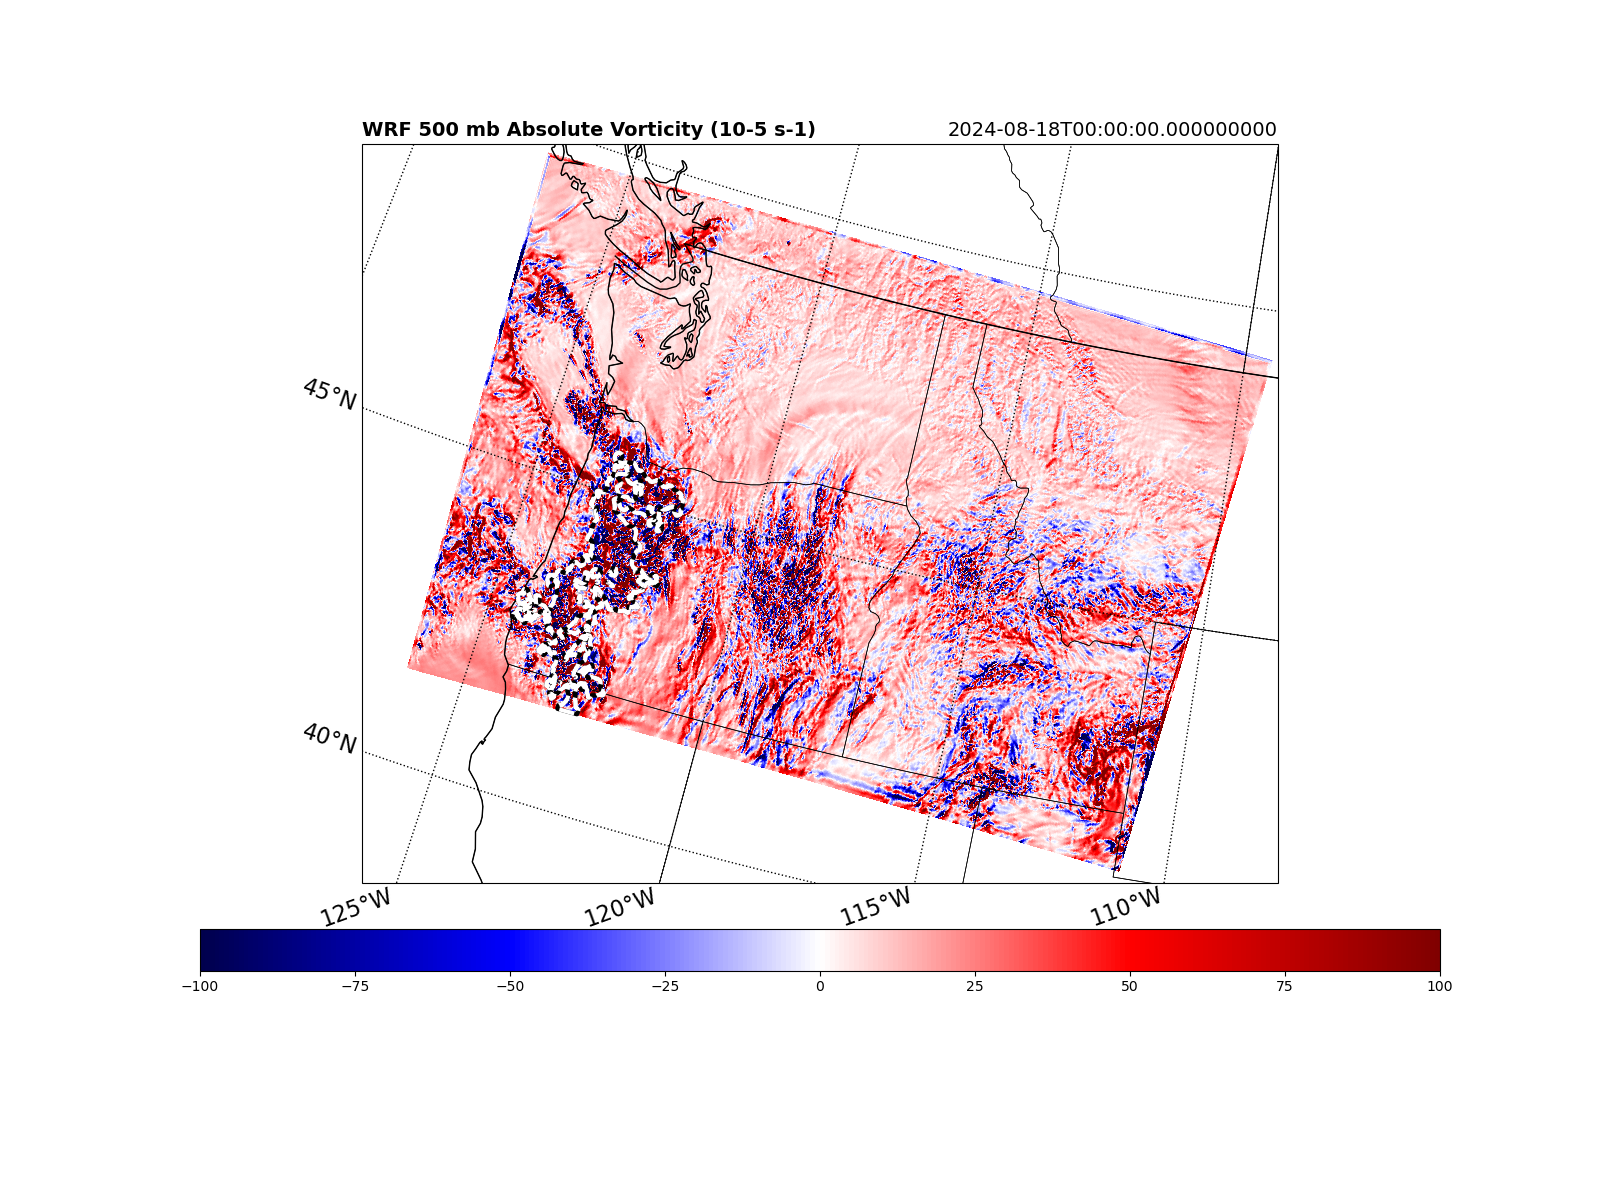 WRF 500 mb Absolute Vorticity (10-5 s-1) 2024-08-18T00:00:00.000000000
45°N
40°N
125°W 120°W 115°W 110°W
−100 −75 −50 −25 0 25 50 75 100